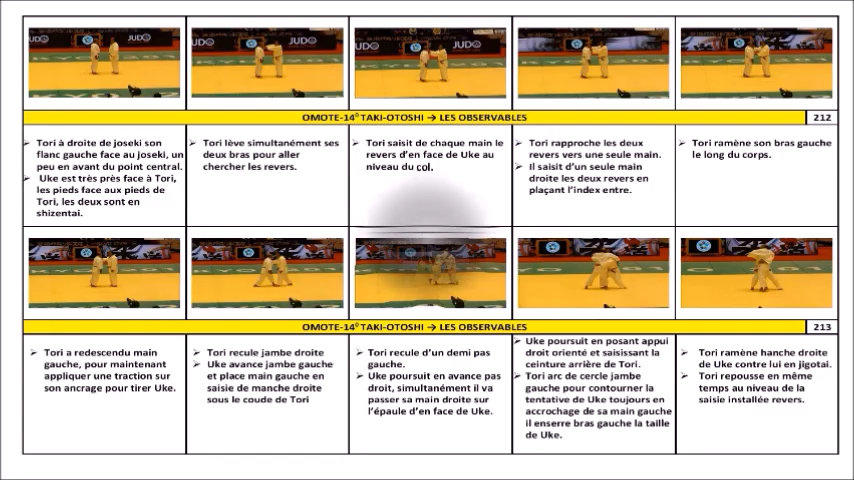 JUDO
JUDO
JUDO
JUDO
OMOTE-14⁰ TAKI-OTOSHI → LES OBSERVABLES
212
➢ Tori à droite de joseki son
flanc gauche face au joseki, un
peu en avant du point central.
➢ Uke est très près face à Tori,
les pieds face aux pieds de
Tori, les deux sont en
shizentai.
➢ Tori lève simultanément ses
deux bras pour aller
chercher les revers.
➢ Tori saisit de chaque main le
revers d’en face de Uke au
niveau du col.
➢ Tori rapproche les deux
revers vers une seule main.
➢ Il saisit d’un seule main
droite les deux revers en
plaçant l’index entre.
➢ Tori ramène son bras gauche
le long du corps.
OMOTE-14⁰ TAKI-OTOSHI → LES OBSERVABLES
213
➢ Tori a redescendu main
gauche, pour maintenant
appliquer une traction sur
son ancrage pour tirer Uke.
➢ Tori recule jambe droite
➢ Uke avance jambe gauche
et place main gauche en
saisie de manche droite
sous le coude de Tori
➢ Tori recule d’un demi pas
gauche.
➢ Uke poursuit en avance pas
droit, simultanément il va
passer sa main droite sur
l’épaule d’en face de Uke.
➢ Uke poursuit en posant appui
droit orienté et saisissant la
ceinture arrière de Tori.
➢ Tori arc de cercle jambe
gauche pour contourner la
tentative de Uke toujours en
accrochage de sa main gauche
il enserre bras gauche la taille
de Uke.
➢ Tori ramène hanche droite
de Uke contre lui en jigotai.
➢ Tori repousse en même
temps au niveau de la
saisie installée revers.